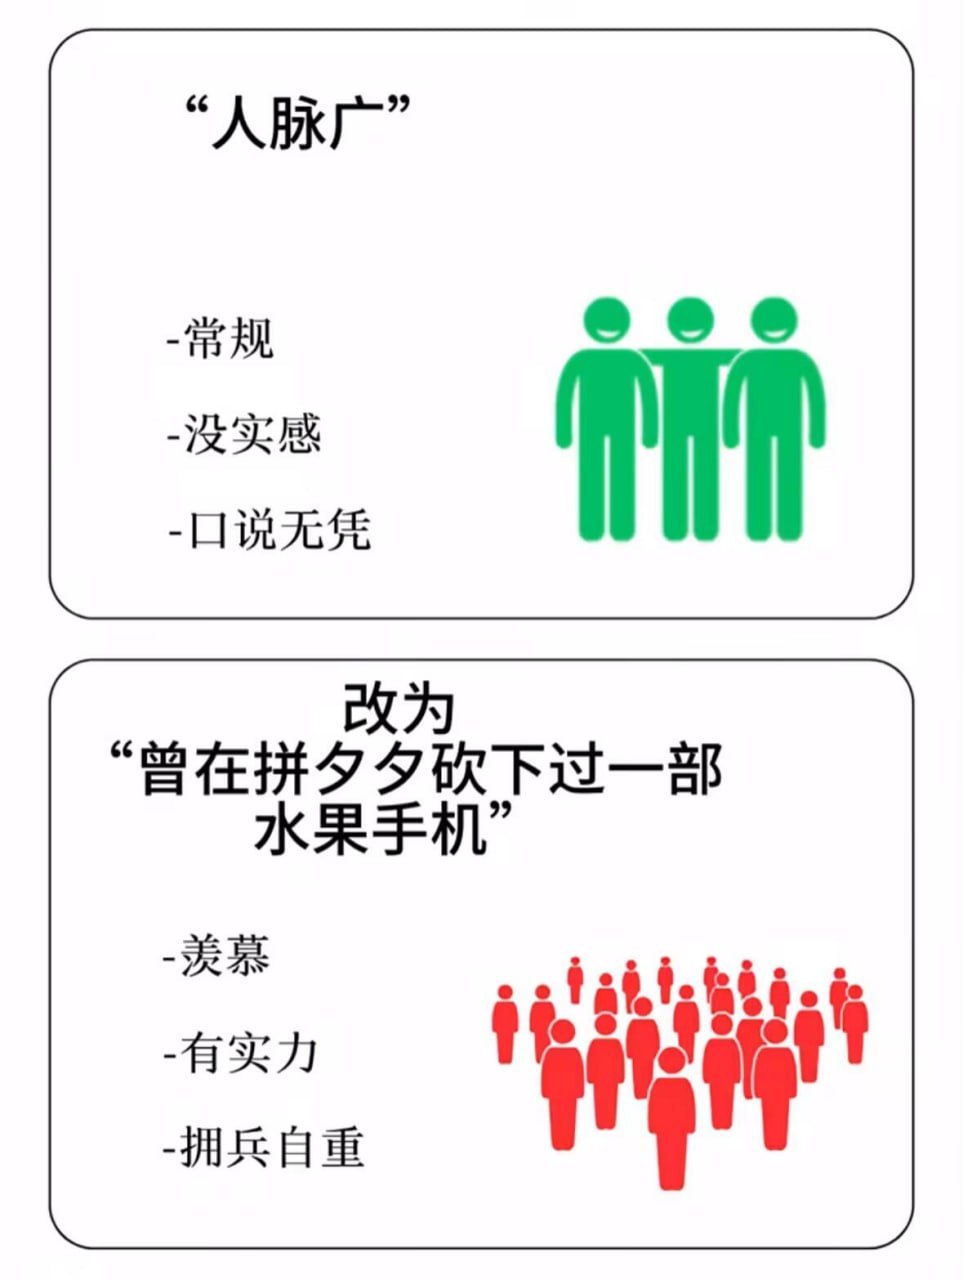 “人脉广”
-常规
-没实感
-口说无凭
改为
“曾在拼夕夕砍下过一部
水果手机”
-羡慕
-有实力
-拥兵自重